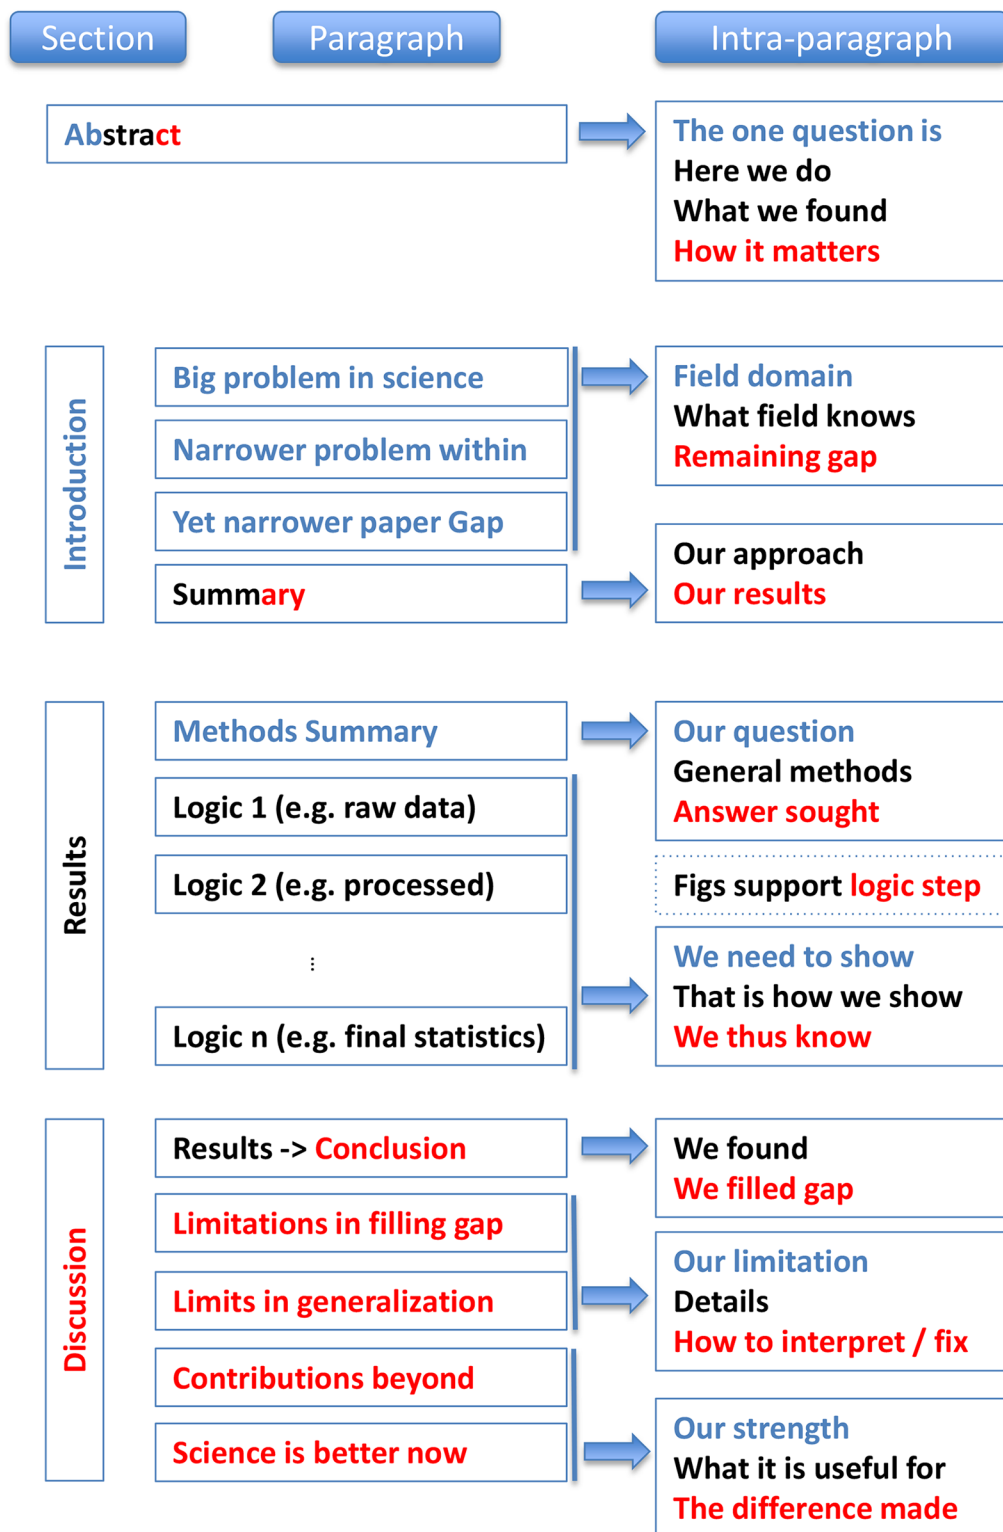 Section
Paragraph
Intra-paragraph
Abstract
The one question is
Here we do
What we found
How it matters
Introduction
Big problem in science
Narrower problem within
Yet narrower paper Gap
Summary
Field domain
What field knows
Remaining gap
Our approach
Our results
Results
Methods Summary
Logic 1 (e.g. raw data)
Logic 2 (e.g. processed)
⋮
Logic n (e.g. final statistics)
Our question
General methods
Answer sought
Figs support logic step
We need to show
That is how we show
We thus know
Discussion
Results -> Conclusion
Limitations in filling gap
Limits in generalization
Contributions beyond
Science is better now
We found
We filled gap
Our limitation
Details
How to interpret / fix
Our strength
What it is useful for
The difference made